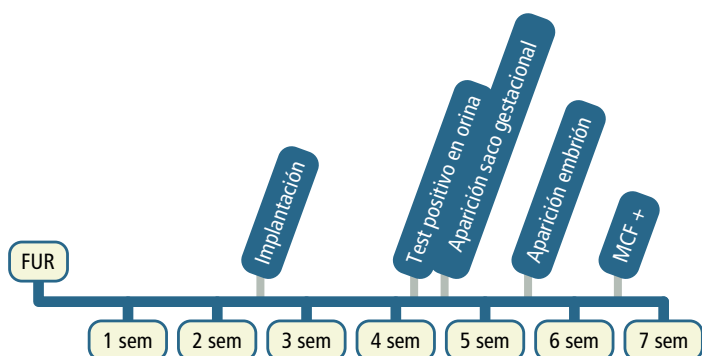 FUR
Implantación
Test positivo en orina
Aparición saco gestacional
Aparición embrión
MCF +
1 sem
2 sem
3 sem
4 sem
5 sem
6 sem
7 sem